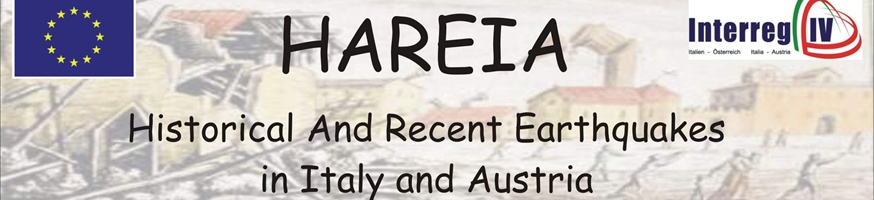 HAREIA
Interreg IV
Italien - Österreich Italia - Austria
Historical And Recent Earthquakes
in Italy and Austria